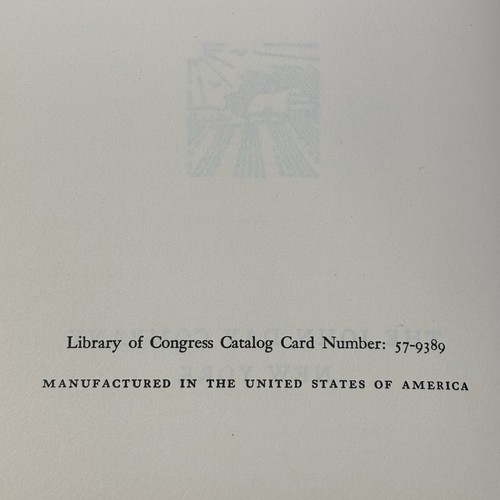 Library of Congress Catalog Card Number: 57-9389
MANUFACTURED IN THE UNITED STATES OF AMERICA